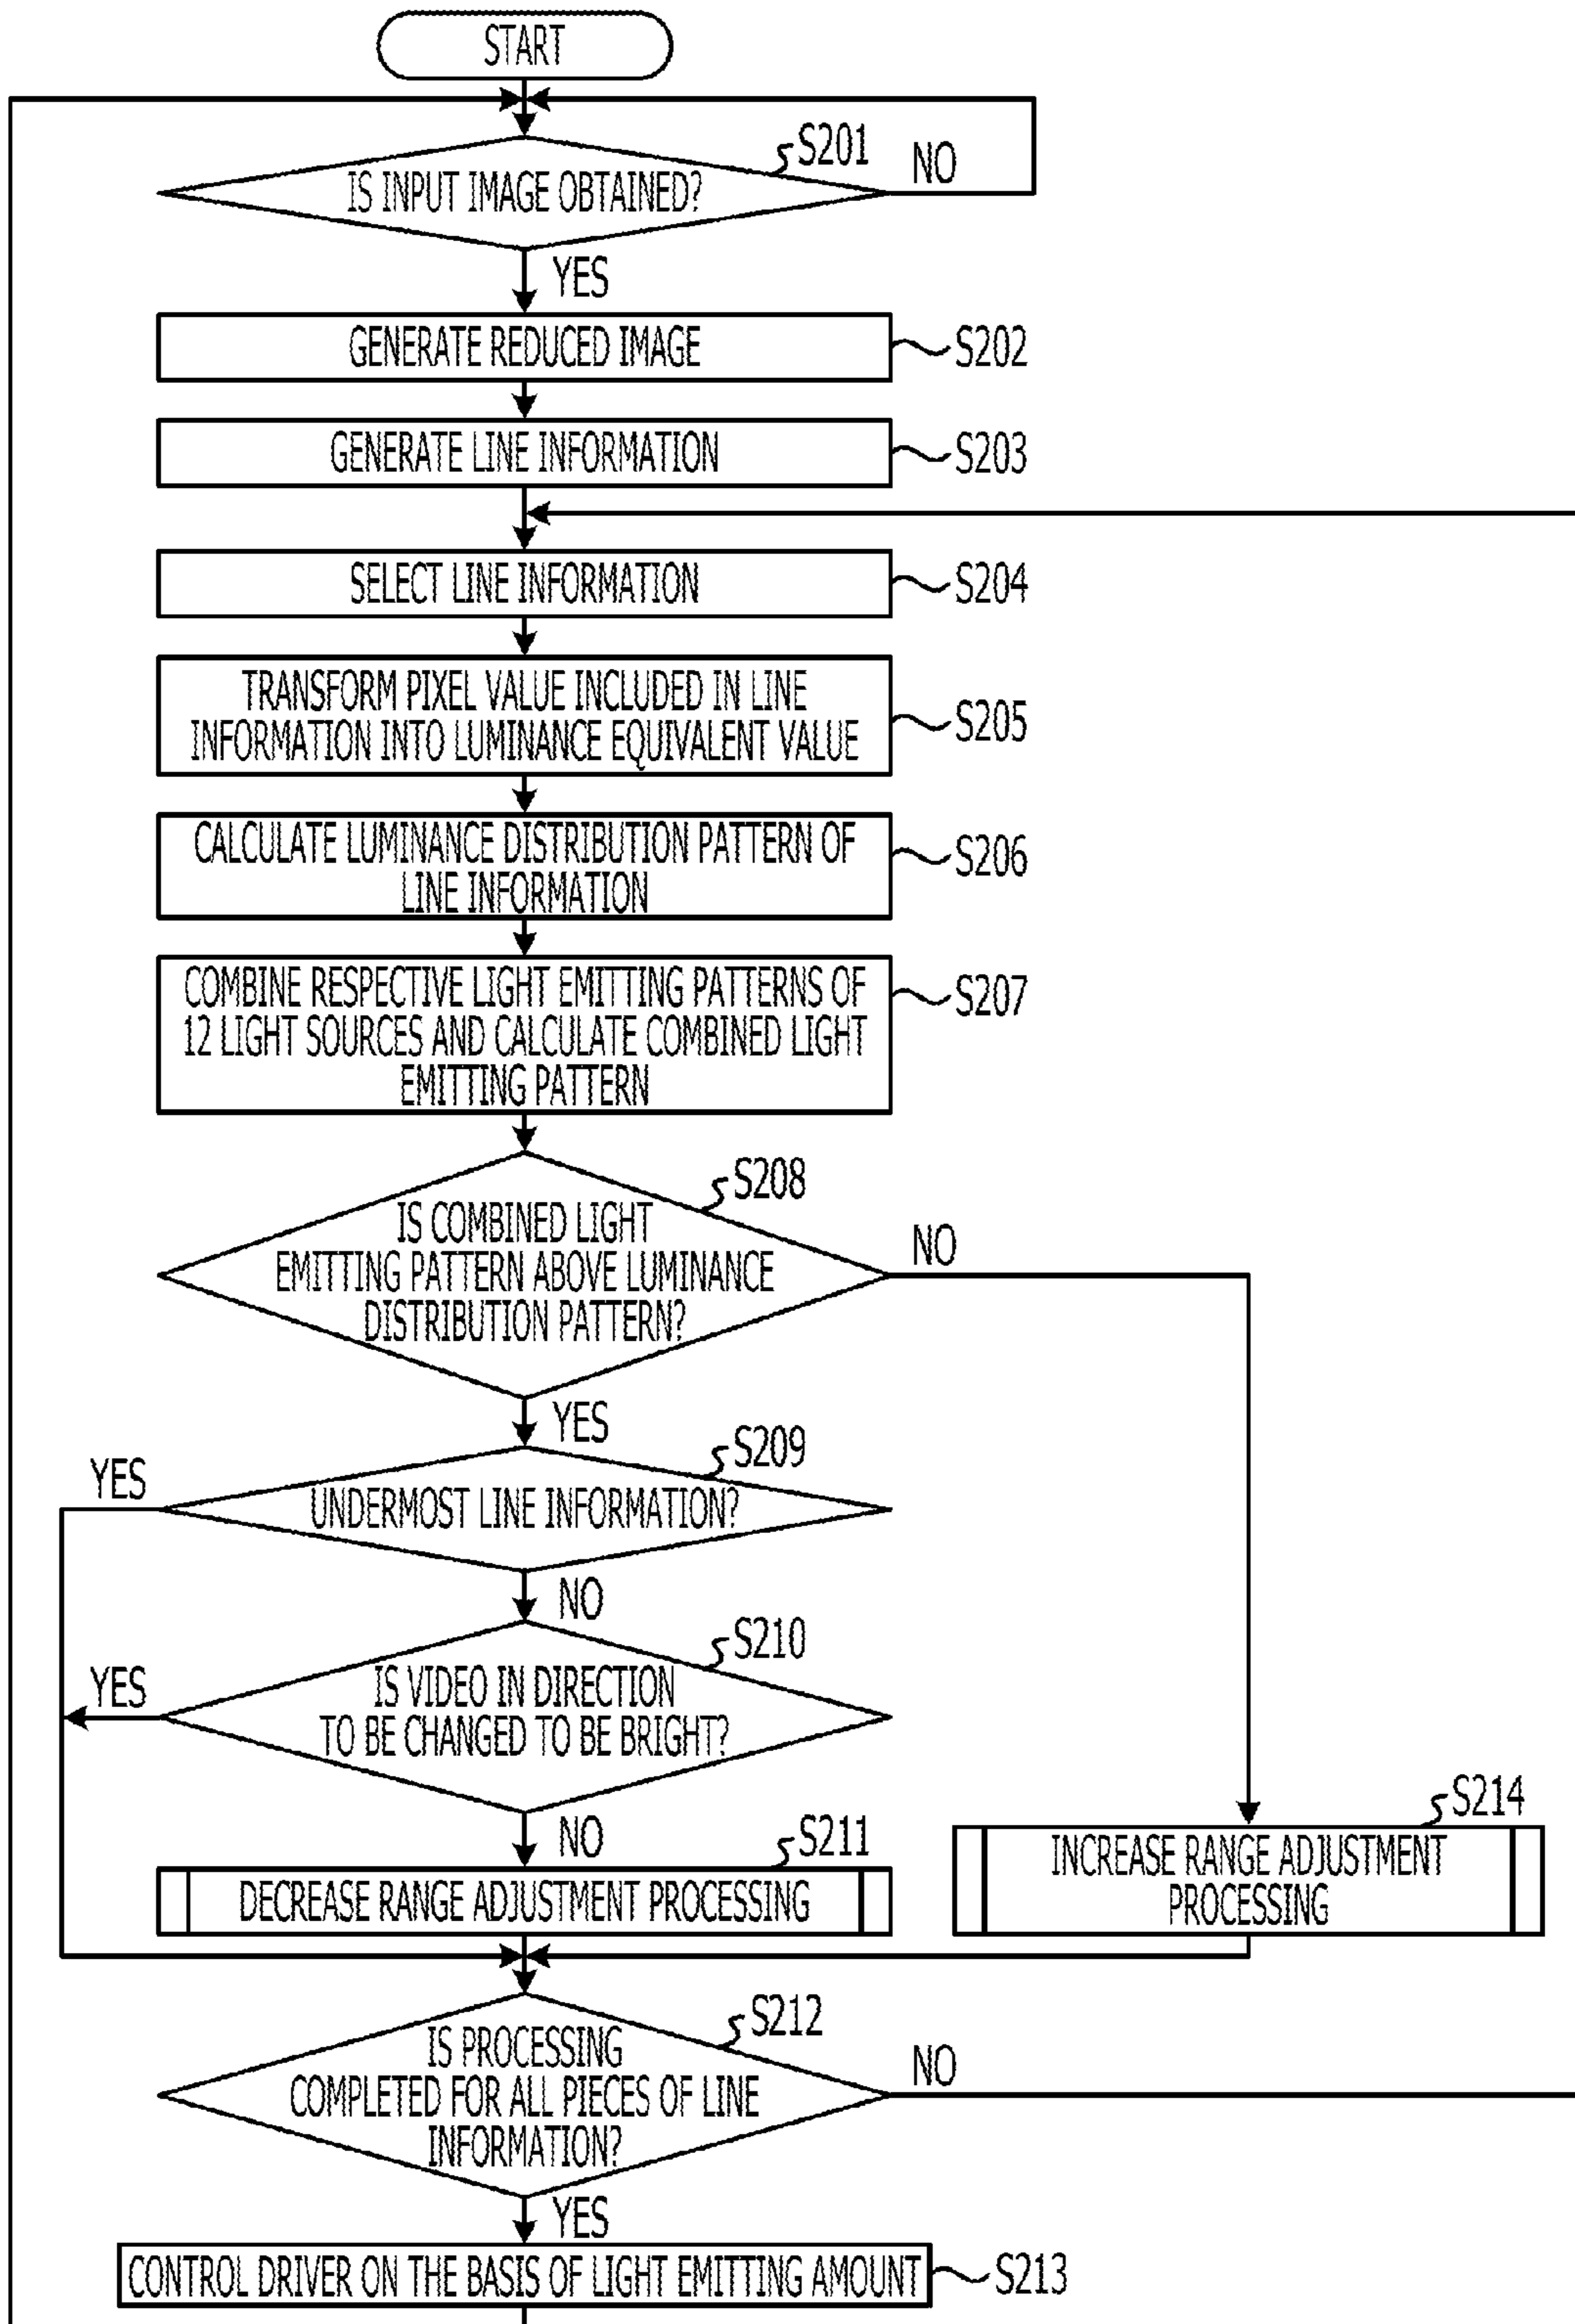 START
S201
IS INPUT IMAGE OBTAINED?
NO
YES
GENERATE REDUCED IMAGE
S202
GENERATE LINE INFORMATION
S203
SELECT LINE INFORMATION
S204
TRANSFORM PIXEL VALUE INCLUDED IN LINE
INFORMATION INTO LUMINANCE EQUIVALENT VALUE
S205
CALCULATE LUMINANCE DISTRIBUTION PATTERN OF
LINE INFORMATION
S206
COMBINE RESPECTIVE LIGHT EMITTING PATTERNS OF
12 LIGHT SOURCES AND CALCULATE COMBINED LIGHT
EMITTING PATTERN
S207
S208
IS COMBINED LIGHT
EMITTING PATTERN ABOVE LUMINANCE
DISTRIBUTION PATTERN?
NO
YES
S209
YES
UNDERMOST LINE INFORMATION?
NO
S210
YES
IS VIDEO IN DIRECTION
TO BE CHANGED TO BE BRIGHT?
NO
S211
DECREASE RANGE ADJUSTMENT PROCESSING
S214
INCREASE RANGE ADJUSTMENT
PROCESSING
S212
IS PROCESSING
COMPLETED FOR ALL PIECES OF LINE
INFORMATION?
NO
YES
CONTROL DRIVER ON THE BASIS OF LIGHT EMITTING AMOUNT
S213